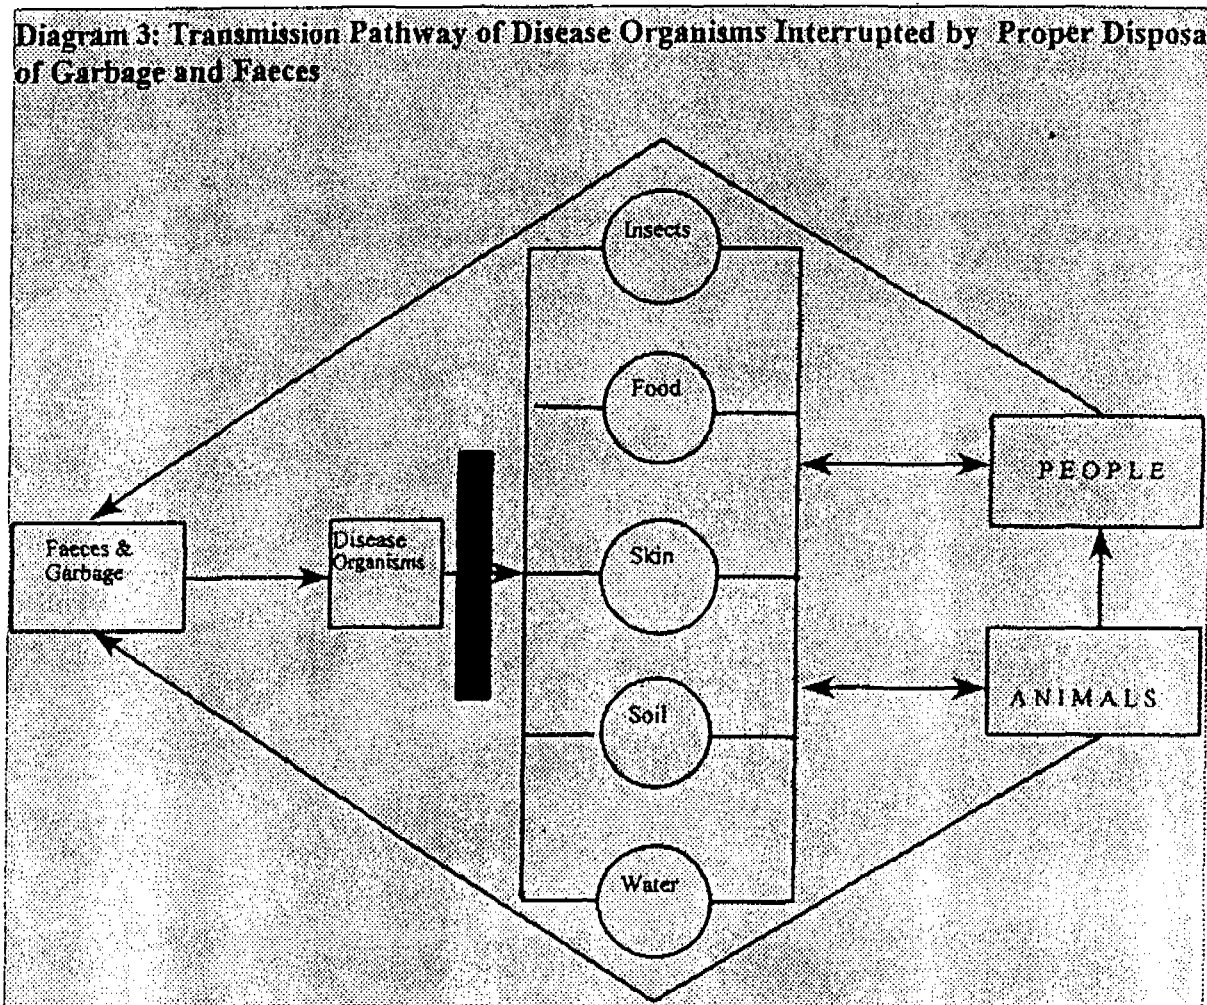 Diagram 3: Transmission Pathway of Disease Organisms Interrupted by Proper Disposa
of Garbage and Faeces
Insects
Food
PEOPLE
Faeces &
Garbage
Disease
Organisms
Skin
Soil
ANIMALS
Water